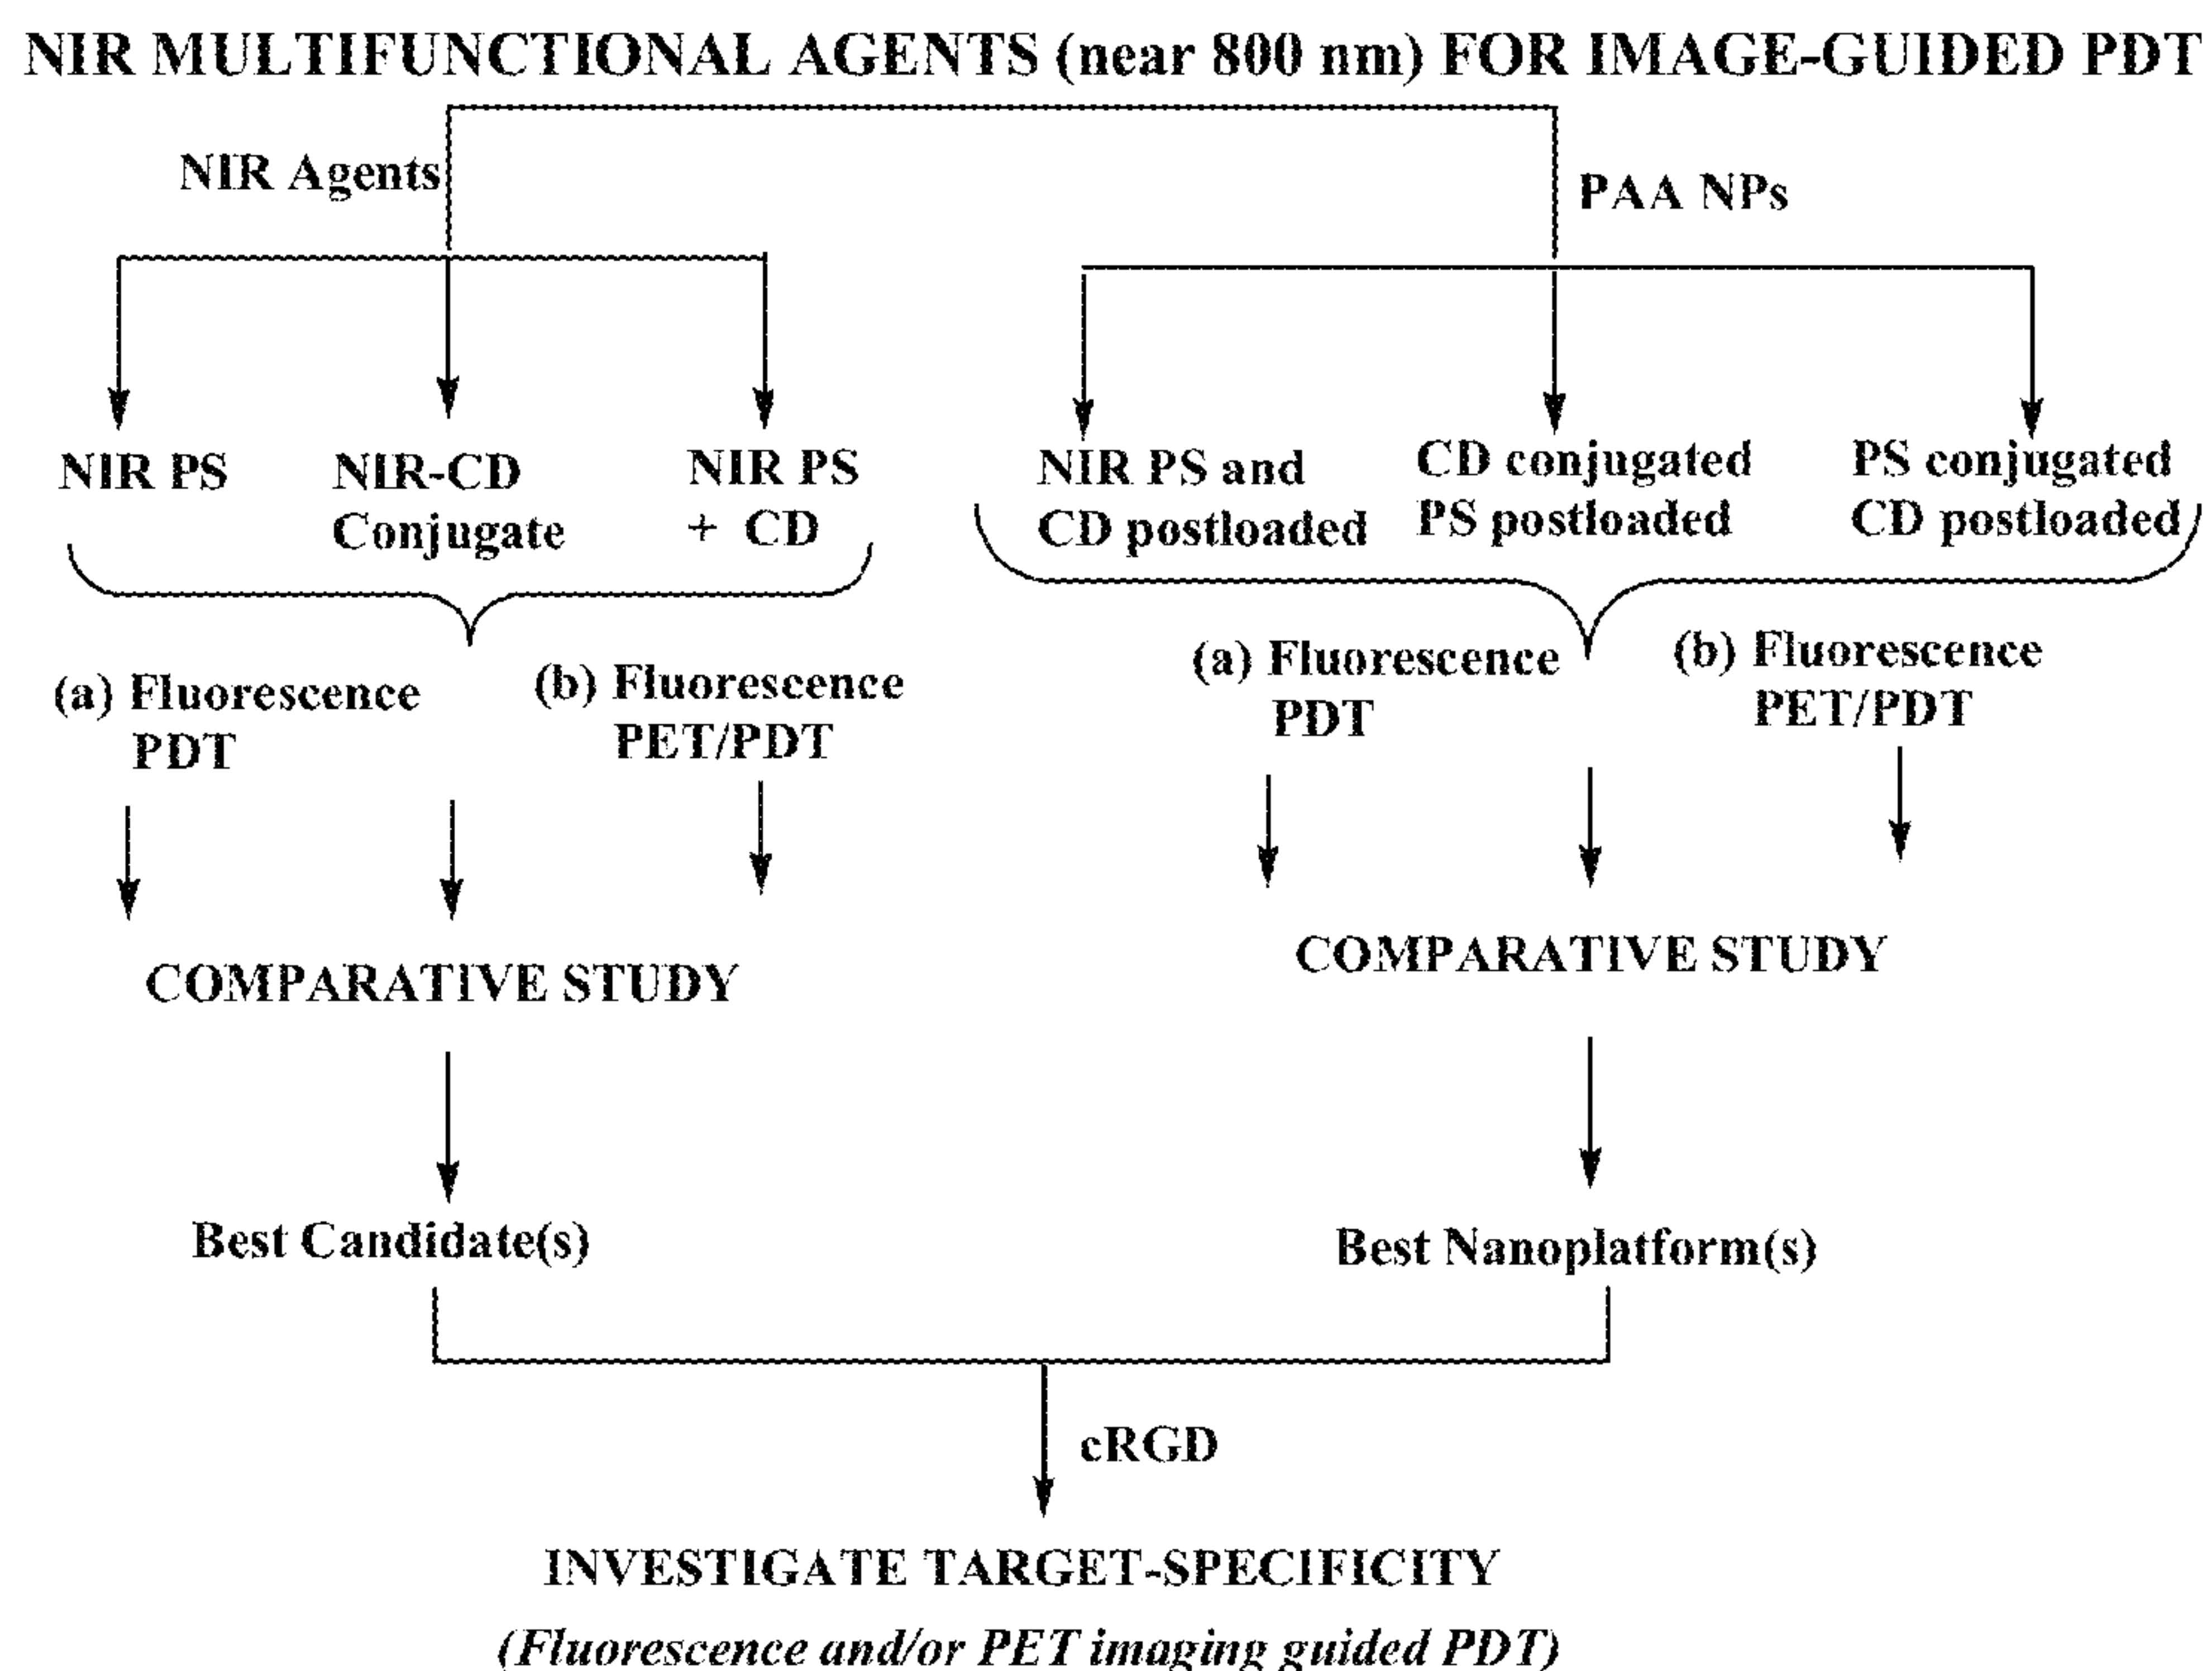 NIR MULTIFUNCTIONAL AGENTS (near 800 nm) FOR IMAGE-GUIDED PDT
NIR Agents
PAA NPs
NIR PS
NIR-CD
Conjugate
NIR PS
+ CD
NIR PS and
CD postloaded
CD conjugated
PS postloaded
PS conjugated
CD postloaded
(a) Fluorescence
PDT
(b) Fluorescence
PET/PDT
(a) Fluorescence
PDT
(b) Fluorescence
PET/PDT
COMPARATIVE STUDY
COMPARATIVE STUDY
Best Candidate(s)
Best Nanoplatform(s)
cRGD
INVESTIGATE TARGET-SPECIFICITY
(Fluorescence and/or PET imaging guided PDT)